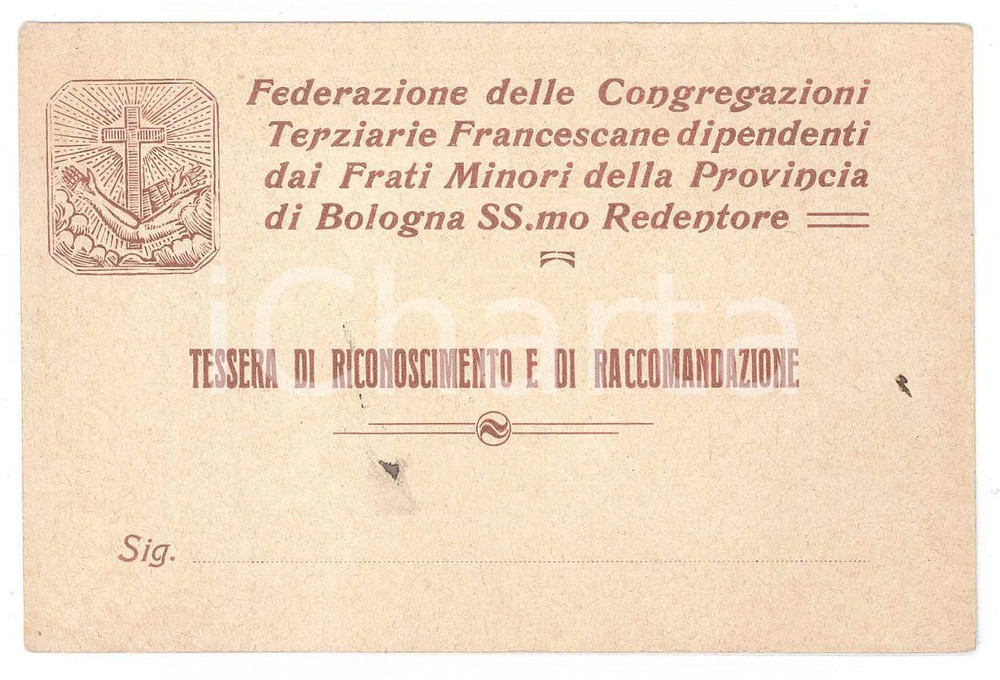 Federazione delle Congregazioni
Terziarie Francescane dipendenti
dai Frati Minori della Provincia
di Bologna SS.mo Redentore
iCharta
TESSERA DI RICONOSCIMENTO E DI RACCOMANDAZIONE
Sig.